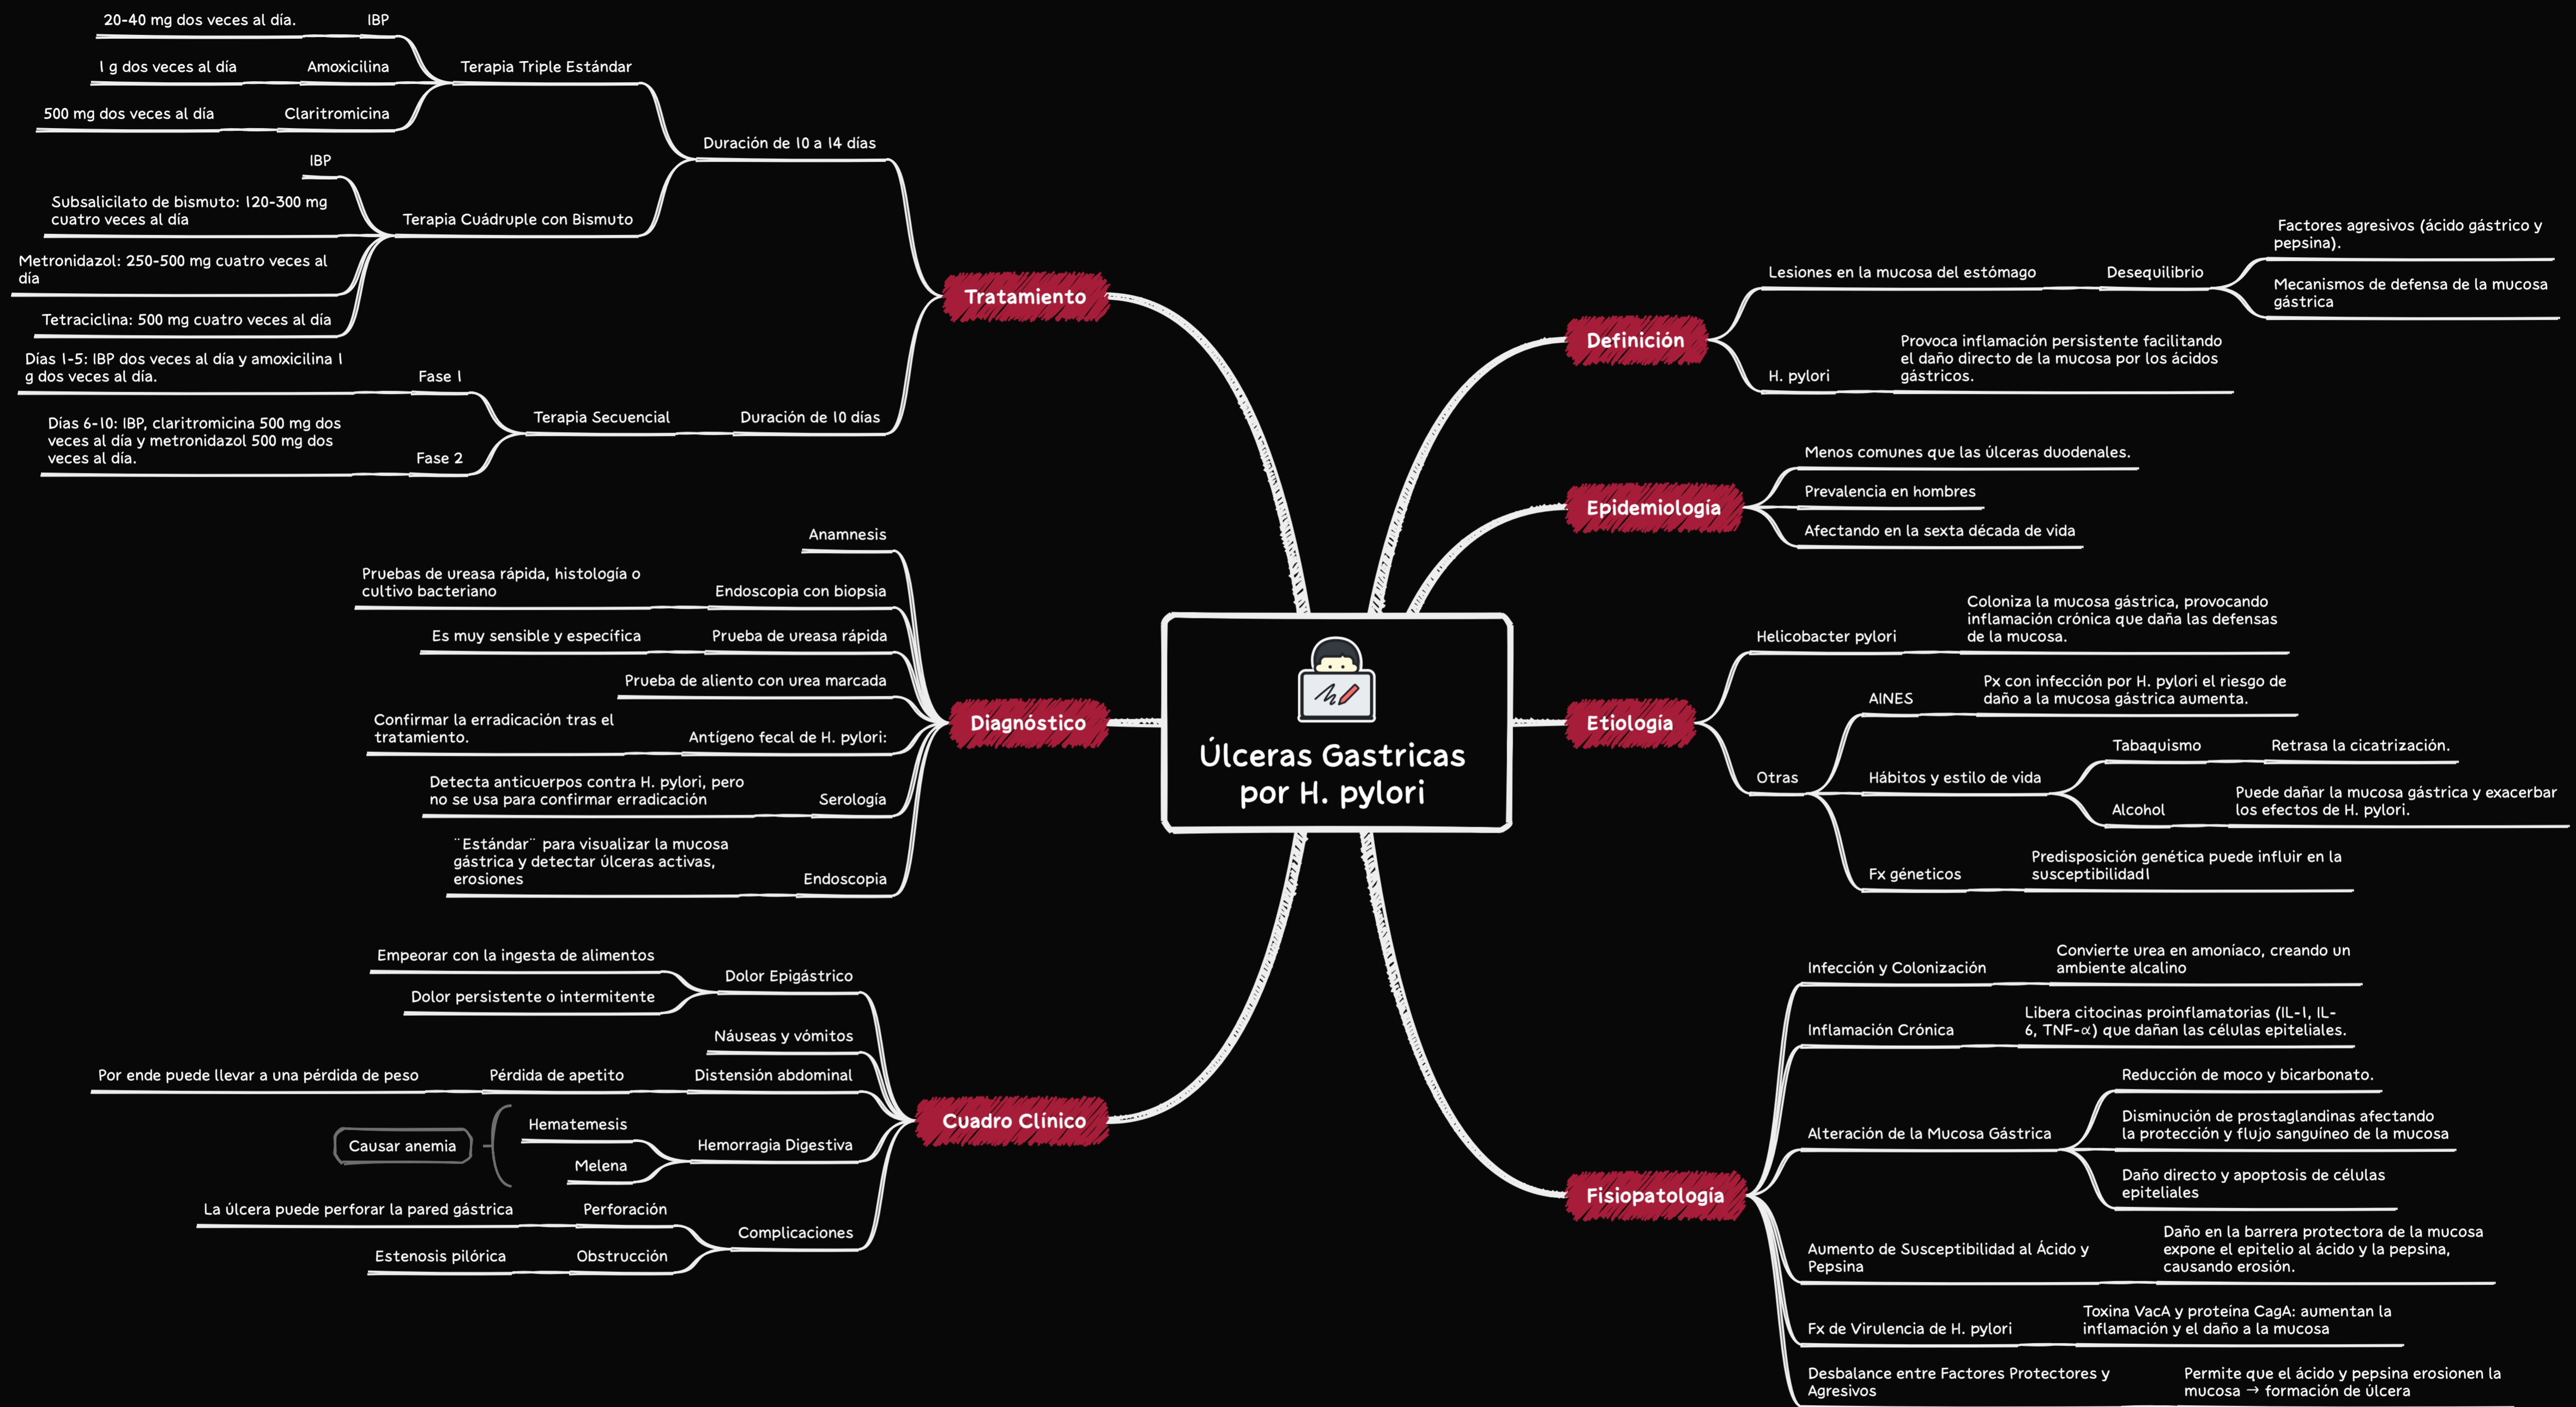 Úlceras Gastricas
por H. pylori
Definición
Lesiones en la mucosa del estómago
Desequilibrio
Factores agresivos (ácido gástrico y
pepsina).
Mecanismos de defensa de la mucosa
gástrica
H. pylori
Provoca inflamación persistente facilitando
el daño directo de la mucosa por los ácidos
gástricos.
Epidemiología
Menos comunes que las úlceras duodenales.
Prevalencia en hombres
Afectando en la sexta década de vida
Etiología
Helicobacter pylori
Coloniza la mucosa gástrica, provocando
inflamación crónica que daña las defensas
de la mucosa.
Otras
AINES
Px con infección por H. pylori el riesgo de
daño a la mucosa gástrica aumenta.
Hábitos y estilo de vida
Tabaquismo
Retrasa la cicatrización.
Alcohol
Puede dañar la mucosa gástrica y exacerbar
los efectos de H. pylori.
Fx géneticos
Predisposición genética puede influir en la
susceptibilidad1
Fisiopatología
Infección y Colonización
Convierte urea en amoníaco, creando un
ambiente alcalino
Inflamación Crónica
Libera citocinas proinflamatorias (IL-1, IL-
6, TNF-α) que dañan las células epiteliales.
Alteración de la Mucosa Gástrica
Reducción de moco y bicarbonato.
Disminución de prostaglandinas afectando
la protección y flujo sanguíneo de la mucosa
Daño directo y apoptosis de células
epiteliales
Aumento de Susceptibilidad al Ácido y
Pepsina
Daño en la barrera protectora de la mucosa
expone el epitelio al ácido y la pepsina,
causando erosión.
Fx de Virulencia de H. pylori
Toxina VacA y proteína CagA: aumentan la
inflamación y el daño a la mucosa
Desbalance entre Factores Protectores y
Agresivos
Permite que el ácido y pepsina erosionen la
mucosa → formación de úlcera
Tratamiento
Duración de 10 a 14 días
Terapia Triple Estándar
IBP
20-40 mg dos veces al día.
Amoxicilina
1 g dos veces al día
Claritromicina
500 mg dos veces al día
Terapia Cuádruple con Bismuto
IBP
Subsalicilato de bismuto: 120-300 mg
cuatro veces al día
Metronidazol: 250-500 mg cuatro veces al
día
Tetraciclina: 500 mg cuatro veces al día
Duración de 10 días
Terapia Secuencial
Fase 1
Días 1-5: IBP dos veces al día y amoxicilina 1
g dos veces al día.
Fase 2
Días 6-10: IBP, claritromicina 500 mg dos
veces al día y metronidazol 500 mg dos
veces al día.
Diagnóstico
Anamnesis
Endoscopia con biopsia
Pruebas de ureasa rápida, histología o
cultivo bacteriano
Prueba de ureasa rápida
Es muy sensible y específica
Prueba de aliento con urea marcada
Antígeno fecal de H. pylori:
Confirmar la erradicación tras el
tratamiento.
Serología
Detecta anticuerpos contra H. pylori, pero
no se usa para confirmar erradicación
Endoscopia
¨Estándar¨ para visualizar la mucosa
gástrica y detectar úlceras activas,
erosiones
Cuadro Clínico
Dolor Epigástrico
Empeorar con la ingesta de alimentos
Dolor persistente o intermitente
Náuseas y vómitos
Distensión abdominal
Pérdida de apetito
Por ende puede llevar a una pérdida de peso
Hemorragia Digestiva
Hematemesis
Melena
Causar anemia
Complicaciones
Perforación
La úlcera puede perforar la pared gástrica
Obstrucción
Estenosis pilórica